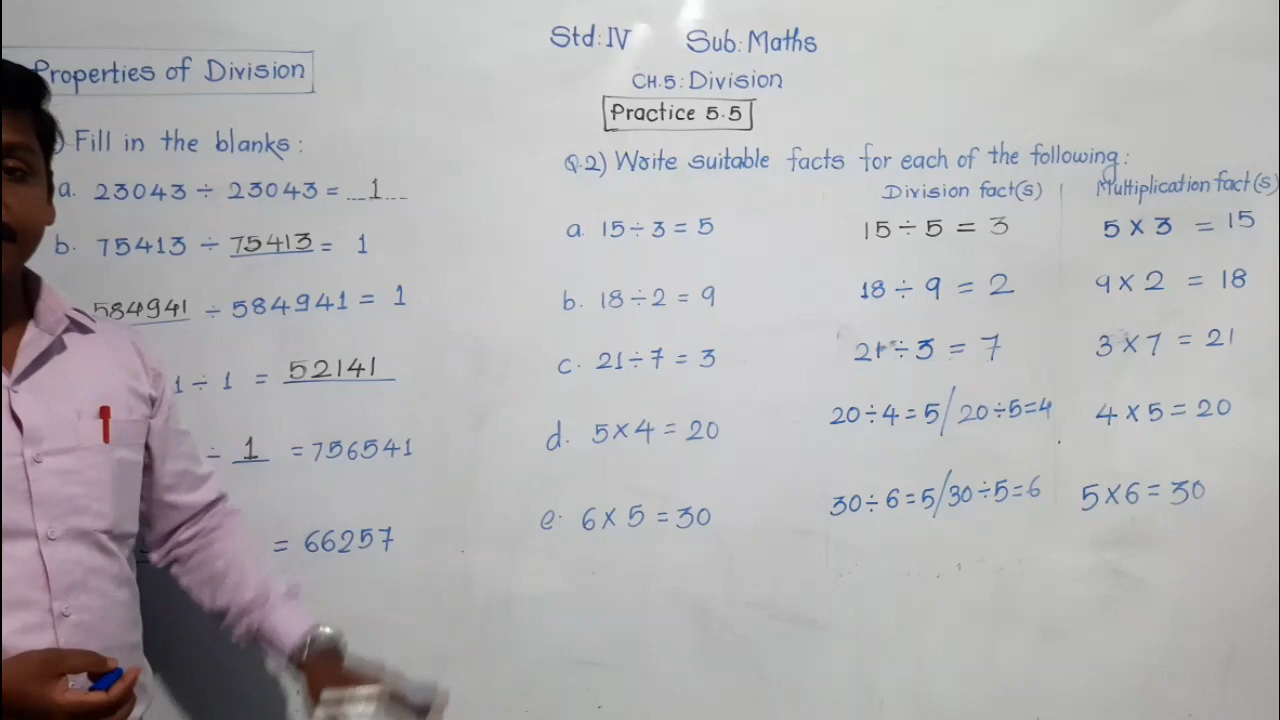 Std: IV Sub: Maths
CH.5: Division
Practice 5.5
Properties of Division
Fill in the blanks:
a. 23043 ÷ 23043 = 1
b. 75413 ÷ 75413 = 1
584941 ÷ 584941 = 1
1 ÷ 1 = 52141
÷ 1 = 756541
= 66257
Q.2) Write suitable facts for each of the following:
Division fact(s) Multiplication fact(s)
a. 15 ÷ 3 = 5 15 ÷ 5 = 3 5 × 3 = 15
b. 18 ÷ 2 = 9 18 ÷ 9 = 2 9 × 2 = 18
c. 21 ÷ 7 = 3 21 ÷ 3 = 7 3 × 7 = 21
d. 5 × 4 = 20 20 ÷ 4 = 5 / 20 ÷ 5 = 4 4 × 5 = 20
e. 6 × 5 = 30 30 ÷ 6 = 5 / 30 ÷ 5 = 6 5 × 6 = 30